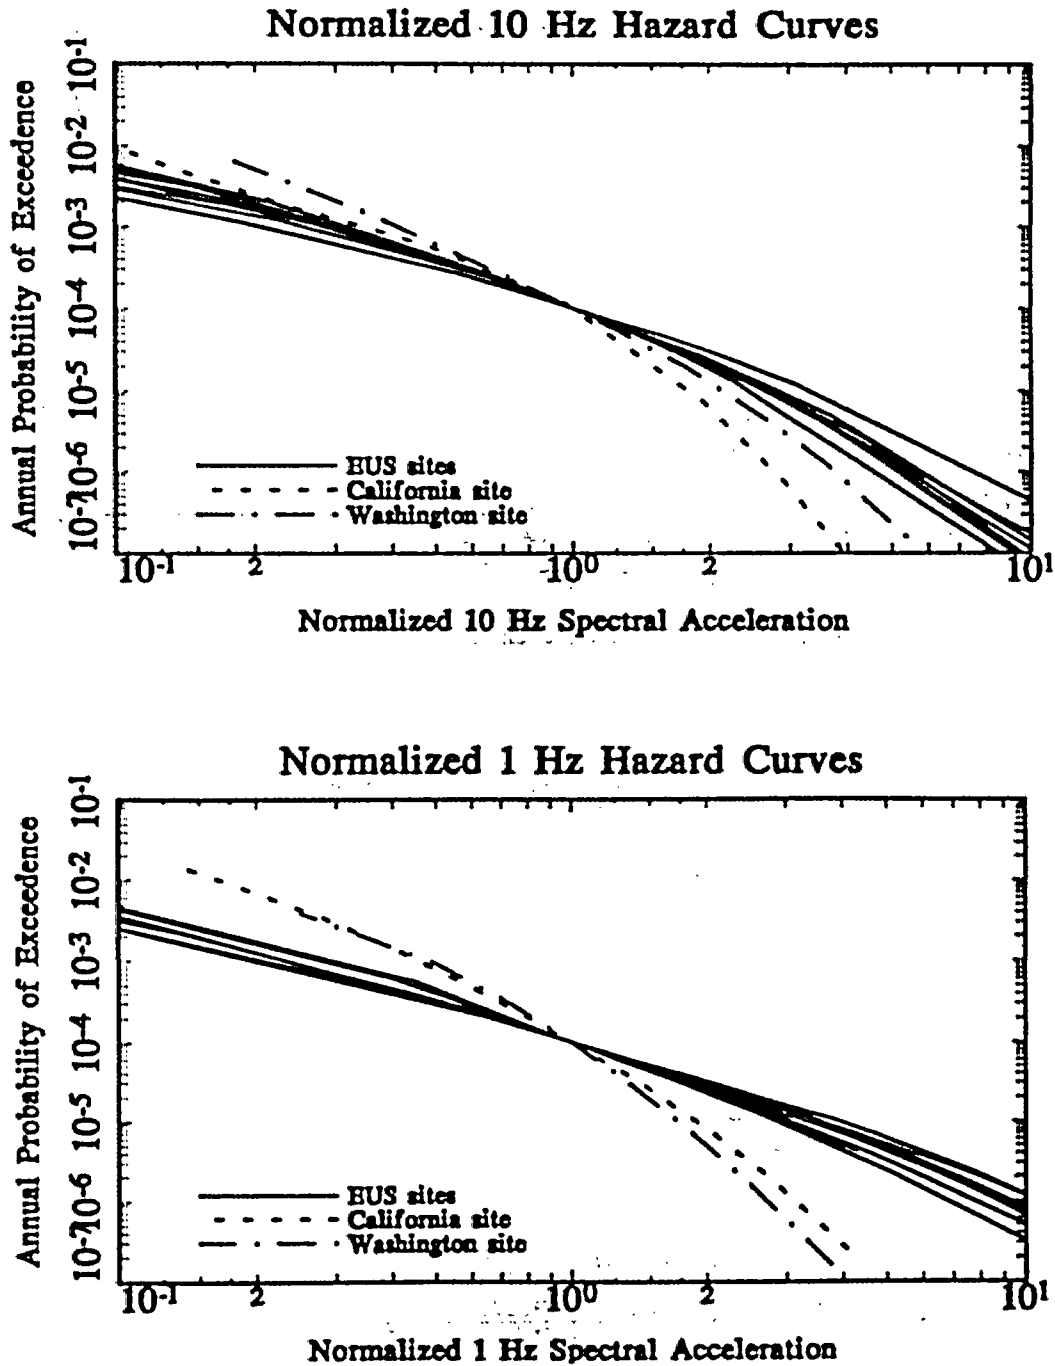 Normalized 10 Hz Hazard Curves
Annual Probability of Exceedence
10-1
10-2
10-3
10-4
10-5
10-6
10-7
EUS sites
California site
Washington site
10-1 2 100 2 101
Normalized 10 Hz Spectral Acceleration
Normalized 1 Hz Hazard Curves
Annual Probability of Exceedence
10-1
10-2
10-3
10-4
10-5
10-6
10-7
EUS sites
California site
Washington site
10-1 2 100 2 101
Normalized 1 Hz Spectral Acceleration